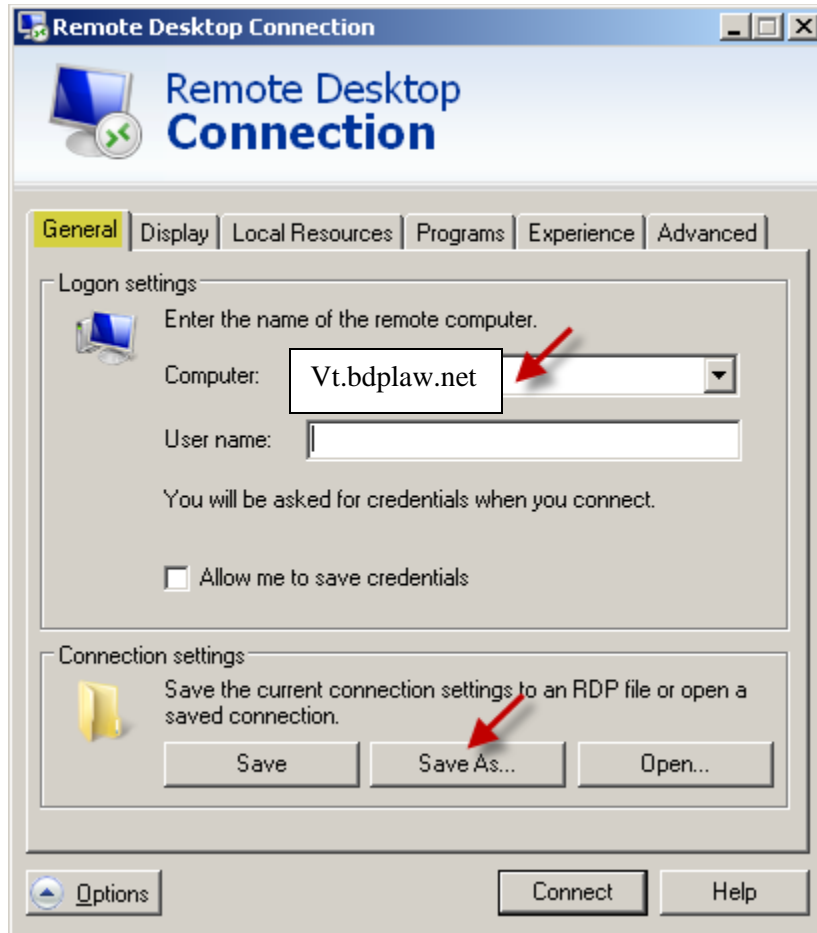 Remote Desktop Connection
Remote Desktop
Connection
General Display Local Resources Programs Experience Advanced
Logon settings
Enter the name of the remote computer.
Computer: Vt.bdplaw.net
User name:
You will be asked for credentials when you connect.
Allow me to save credentials
Connection settings
Save the current connection settings to an RDP file or open a
saved connection.
Save Save As... Open...
Options Connect Help